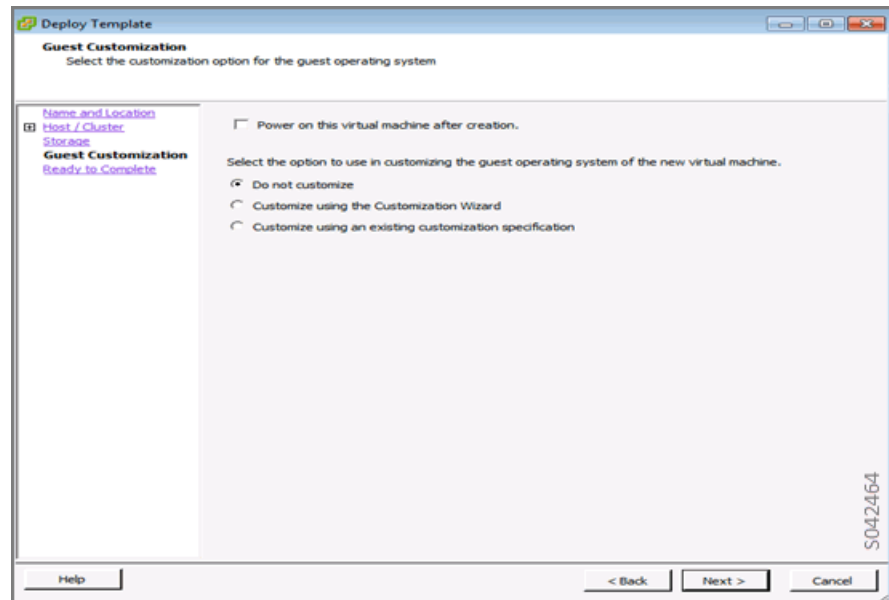 Deploy Template
Guest Customization
Select the customization option for the guest operating system
Name and Location
Host / Cluster
Storage
Guest Customization
Ready to Complete
Power on this virtual machine after creation.
Select the option to use in customizing the guest operating system of the new virtual machine.
Do not customize
Customize using the Customization Wizard
Customize using an existing customization specification
S042464
Help
< Back
Next >
Cancel